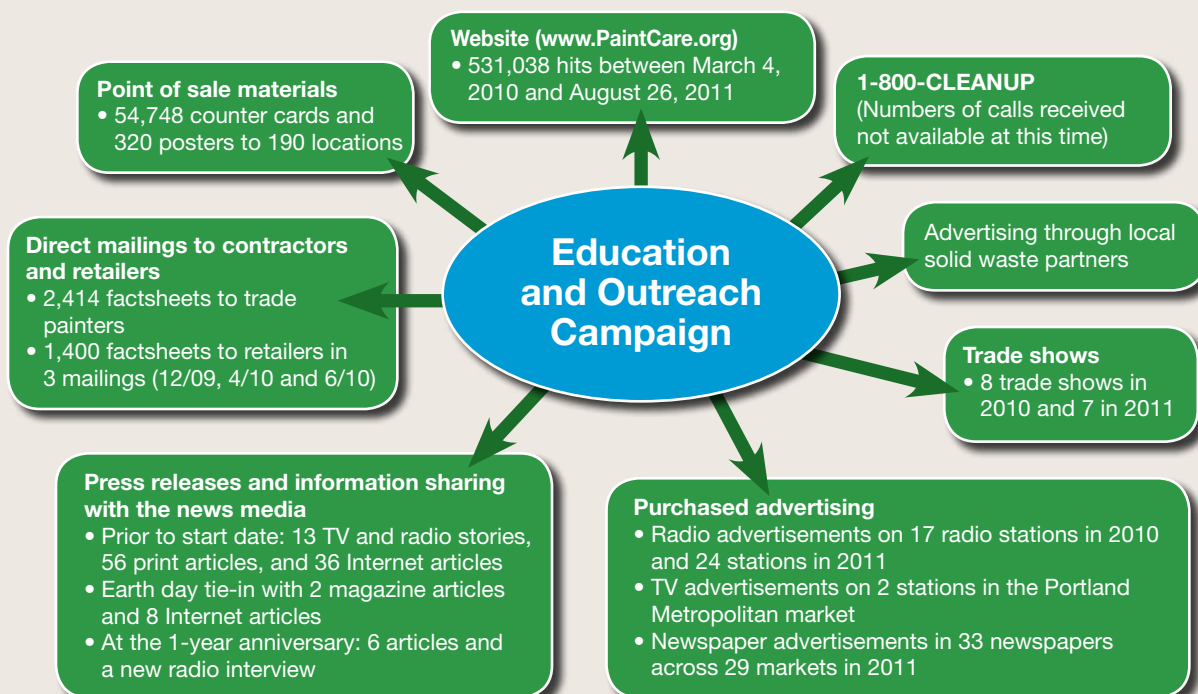 Website (www.PaintCare.org)
• 531,038 hits between March 4,
2010 and August 26, 2011
Point of sale materials
• 54,748 counter cards and
320 posters to 190 locations
1-800-CLEANUP
(Numbers of calls received
not available at this time)
Direct mailings to contractors
and retailers
• 2,414 factsheets to trade
painters
• 1,400 factsheets to retailers in
3 mailings (12/09, 4/10 and 6/10)
Education
and Outreach
Campaign
Advertising through local
solid waste partners
Trade shows
• 8 trade shows in
2010 and 7 in 2011
Press releases and information sharing
with the news media
• Prior to start date: 13 TV and radio stories,
56 print articles, and 36 Internet articles
• Earth day tie-in with 2 magazine articles
and 8 Internet articles
• At the 1-year anniversary: 6 articles and
a new radio interview
Purchased advertising
• Radio advertisements on 17 radio stations in 2010
and 24 stations in 2011
• TV advertisements on 2 stations in the Portland
Metropolitan market
• Newspaper advertisements in 33 newspapers
across 29 markets in 2011